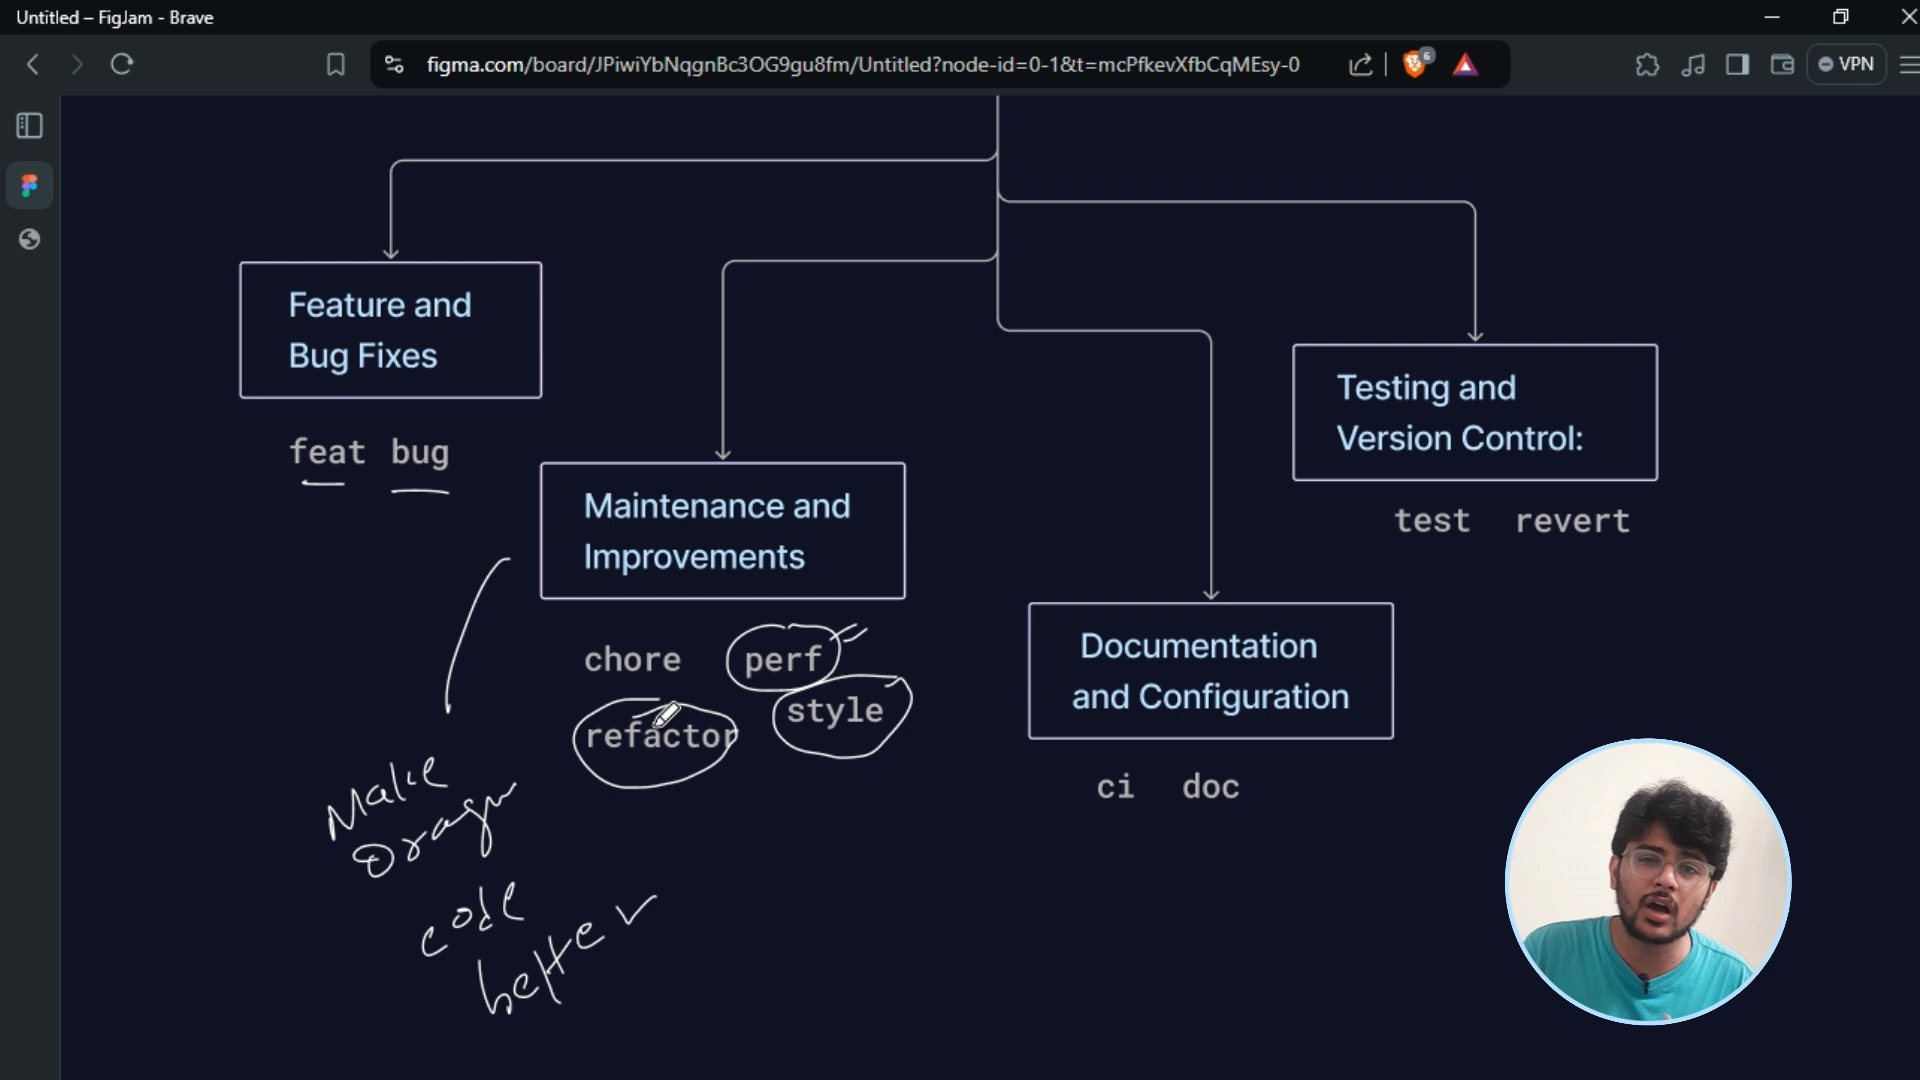 Untitled – FigJam - Brave
figma.com/board/JPiwiYbNqgnBc3OG9gu8fm/Untitled?node-id=0-1&t=mcPfkevXfbCqMEsy-0
6
VPN
Feature and
Bug Fixes
feat bug
Maintenance and
Improvements
chore perf
refactor style
Make
code
better
Documentation
and Configuration
ci doc
Testing and
Version Control:
test revert